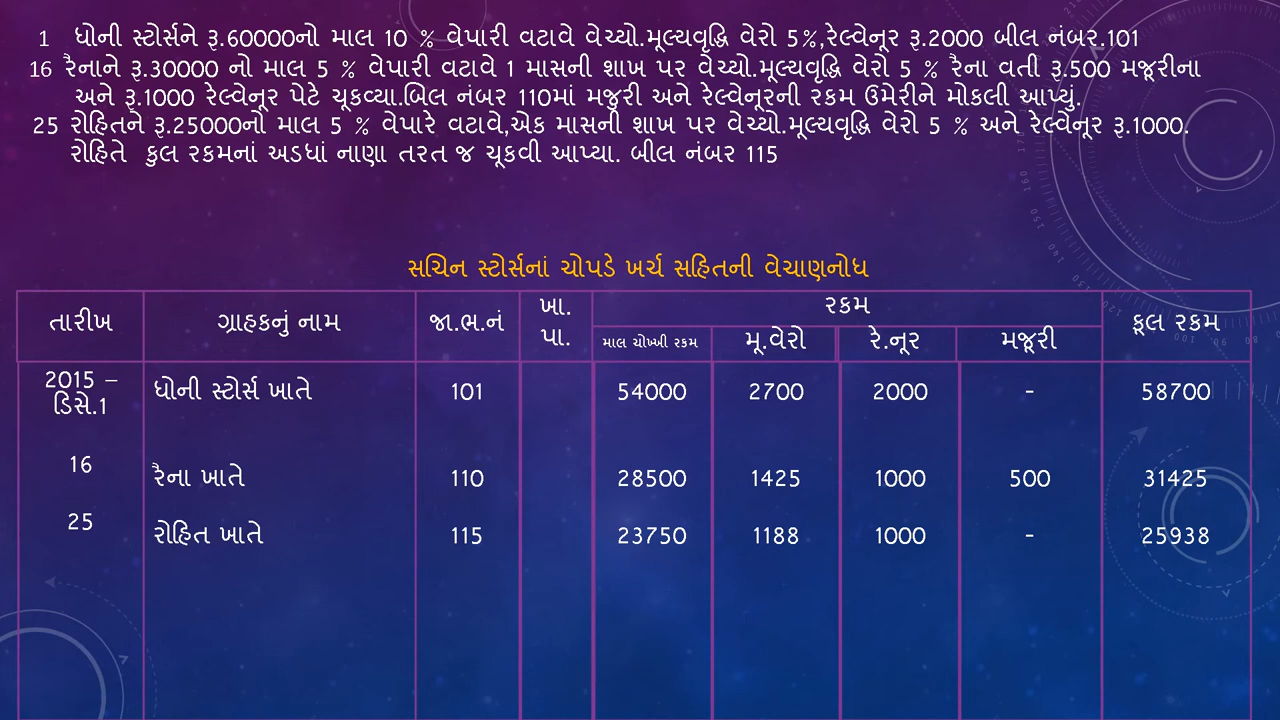 1 ધોની સ્ટોર્સને રૂ.60000નો માલ 10 % વેપારી વટાવે વેચ્યો.મૂલ્યવૃદ્ધિ વેરો 5%,રેલ્વેનૂર રૂ.2000 બીલ નંબર.101
16 રૈનાને રૂ.30000 નો માલ 5 % વેપારી વટાવે 1 માસની શાખ પર વેચ્યો.મૂલ્યવૃદ્ધિ વેરો 5 % રૈના વતી રૂ.500 મજૂરીના
અને રૂ.1000 રેલ્વેનૂર પેટે ચૂકવ્યા.બિલ નંબર 110માં મજુરી અને રેલ્વેનૂરની રકમ ઉમેરીને મોકલી આપ્યું.
25 રોહિતને રૂ.25000નો માલ 5 % વેપારે વટાવે,એક માસની શાખ પર વેચ્યો.મૂલ્યવૃદ્ધિ વેરો 5 % અને રેલ્વેનૂર રૂ.1000.
રોહિતે કુલ રકમનાં અડધાં નાણા તરત જ ચૂકવી આપ્યા. બીલ નંબર 115
સચિન સ્ટોર્સનાં ચોપડે ખર્ચ સહિતની વેચાણનોધ
તારીખ ગ્રાહકનું નામ જા.ભ.નં ખા. પા. રકમ ફૂલ રકમ
માલ ચોખ્ખી રકમ મૂ.વેરો રે.નૂર મજૂરી
2015 – ડિસે.1 ધોની સ્ટોર્સ ખાતે 101 54000 2700 2000 - 58700
16 રૈના ખાતે 110 28500 1425 1000 500 31425
25 રોહિત ખાતે 115 23750 1188 1000 - 25938